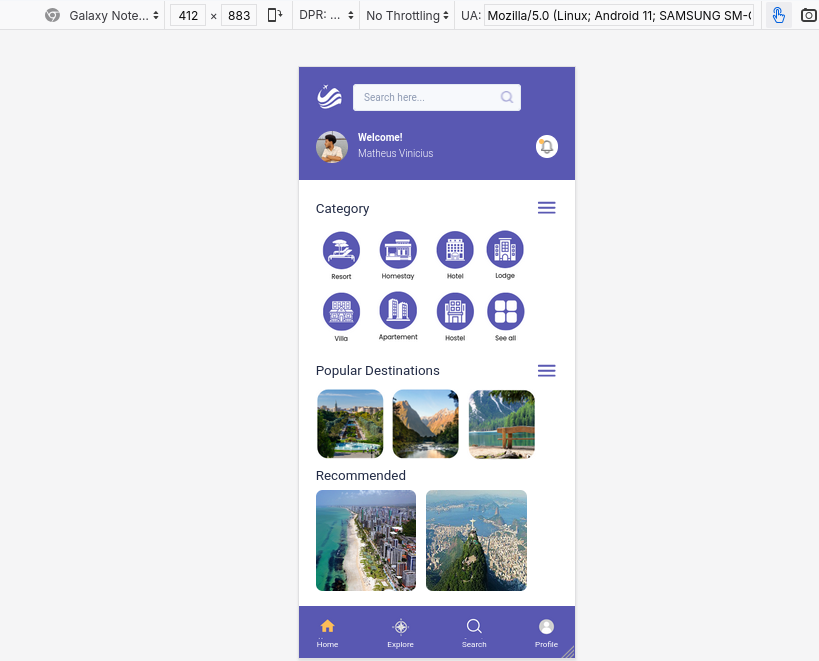 Galaxy Note... 412 × 883 DPR: ... No Throttling UA: Mozilla/5.0 (Linux; Android 11; SAMSUNG SM-
Search here...
Welcome!
Matheus Vinicius
Category
Resort Homestay Hotel Lodge
Villa Apartement Hostel See all
Popular Destinations
Recommended
Home Explore Search Profile